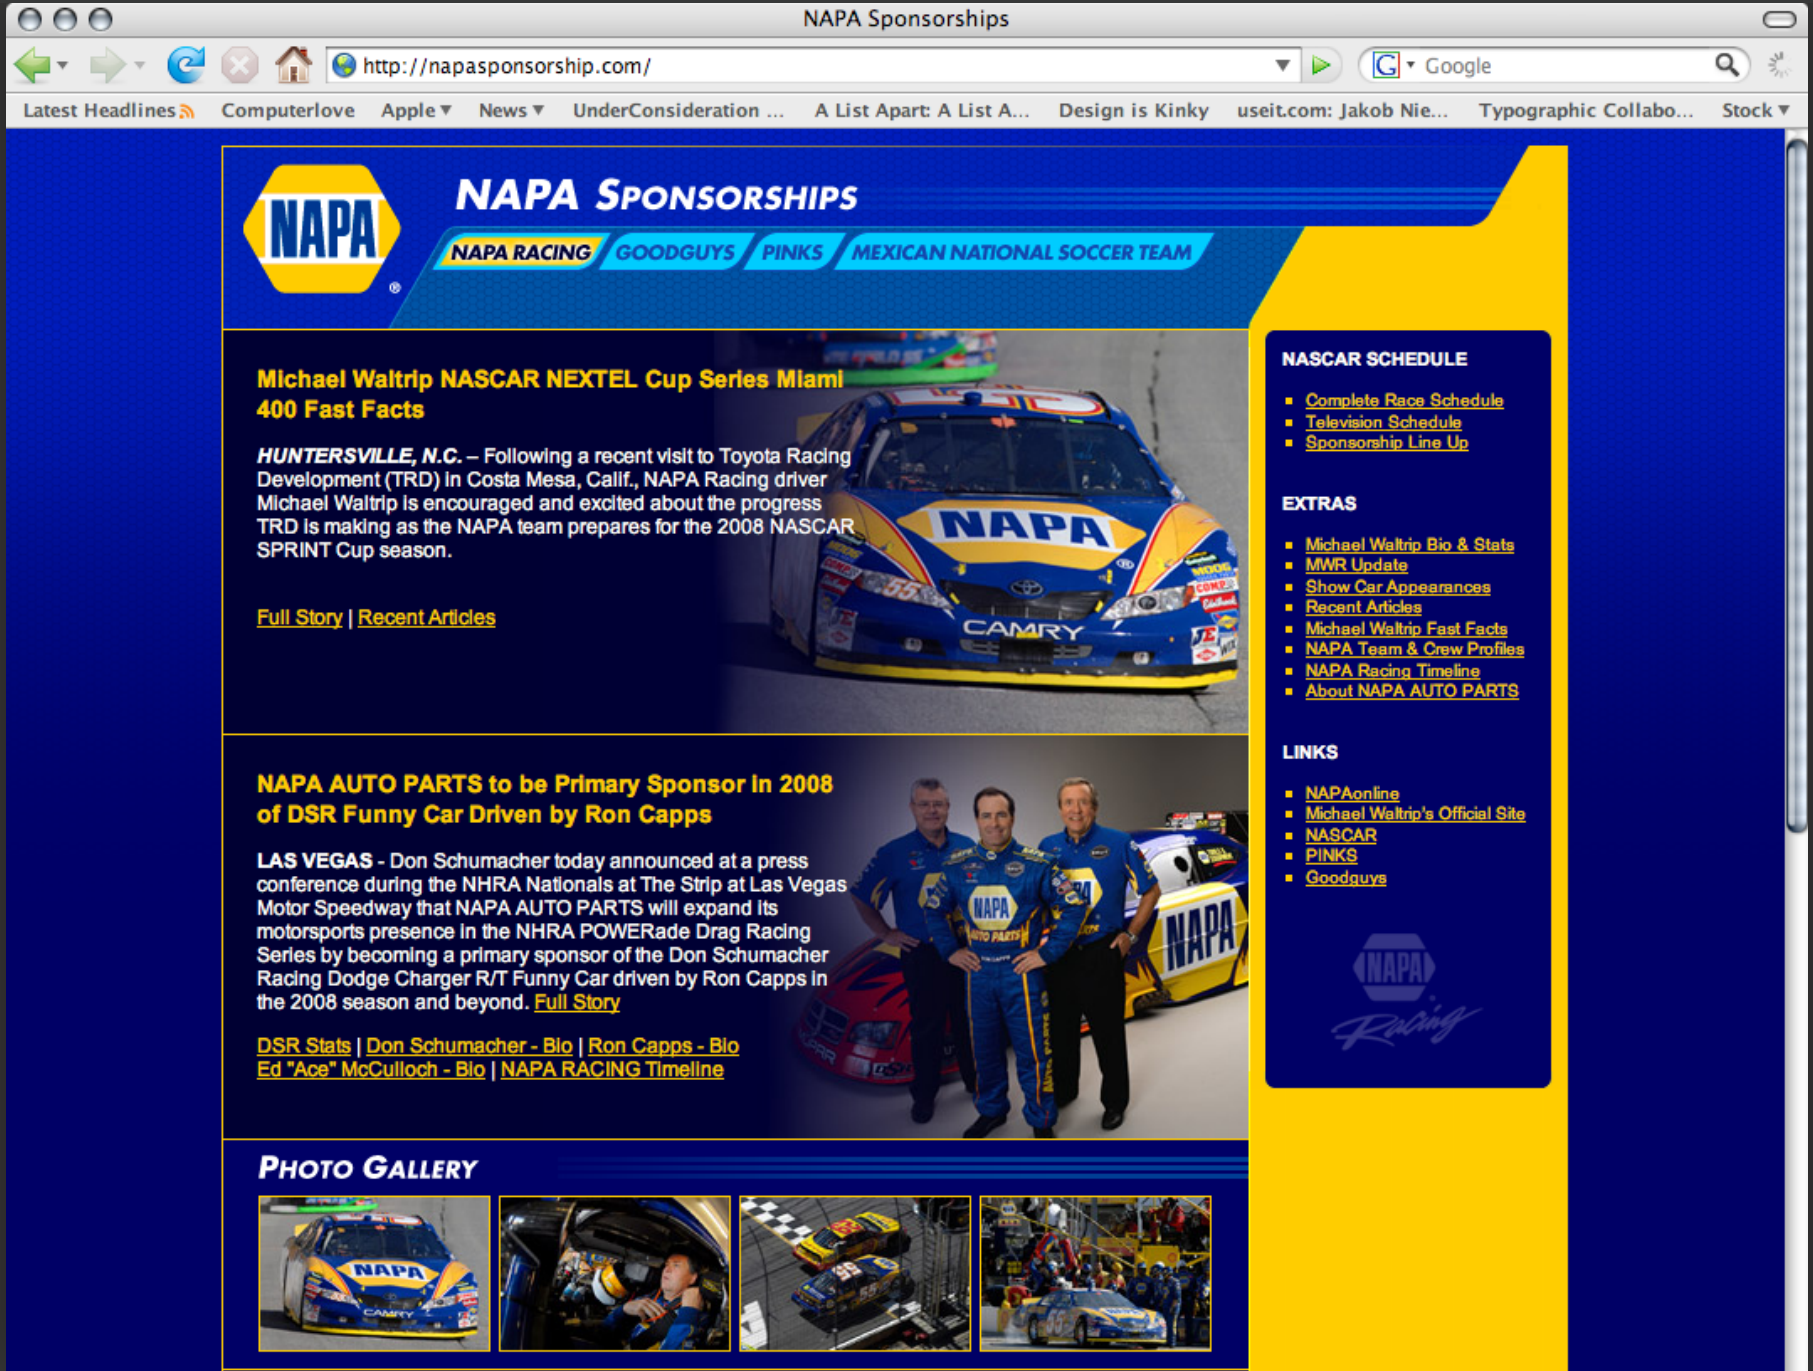 NAPA Sponsorships
http://napasponsorship.com/
Google
Latest Headlines
Computerlove
Apple
News
UnderConsideration ...
A List Apart: A List A...
Design is Kinky
useit.com: Jakob Nie...
Typographic Collabo...
Stock
NAPA
®
NAPA SPONSORSHIPS
NAPA RACING
GOODGUYS
PINKS
MEXICAN NATIONAL SOCCER TEAM
Michael Waltrip NASCAR NEXTEL Cup Series Miami
400 Fast Facts
HUNTERSVILLE, N.C. – Following a recent visit to Toyota Racing
Development (TRD) in Costa Mesa, Calif., NAPA Racing driver
Michael Waltrip is encouraged and excited about the progress
TRD is making as the NAPA team prepares for the 2008 NASCAR
SPRINT Cup season.
Full Story | Recent Articles
NAPA
®
55
MOOG
COMP
CAMRY
NAPA AUTO PARTS to be Primary Sponsor in 2008
of DSR Funny Car Driven by Ron Capps
LAS VEGAS - Don Schumacher today announced at a press
conference during the NHRA Nationals at The Strip at Las Vegas
Motor Speedway that NAPA AUTO PARTS will expand its
motorsports presence in the NHRA POWERade Drag Racing
Series by becoming a primary sponsor of the Don Schumacher
Racing Dodge Charger R/T Funny Car driven by Ron Capps in
the 2008 season and beyond. Full Story
DSR Stats | Don Schumacher - Bio | Ron Capps - Bio
Ed "Ace" McCulloch - Bio | NAPA RACING Timeline
NAPA
AUTO PARTS
NAPA
PHOTO GALLERY
NAPA
CAMRY
NASCAR SCHEDULE
Complete Race Schedule
Television Schedule
Sponsorship Line Up
EXTRAS
Michael Waltrip Bio & Stats
MWR Update
Show Car Appearances
Recent Articles
Michael Waltrip Fast Facts
NAPA Team & Crew Profiles
NAPA Racing Timeline
About NAPA AUTO PARTS
LINKS
NAPAonline
Michael Waltrip's Official Site
NASCAR
PINKS
Goodguys
NAPA
Racing